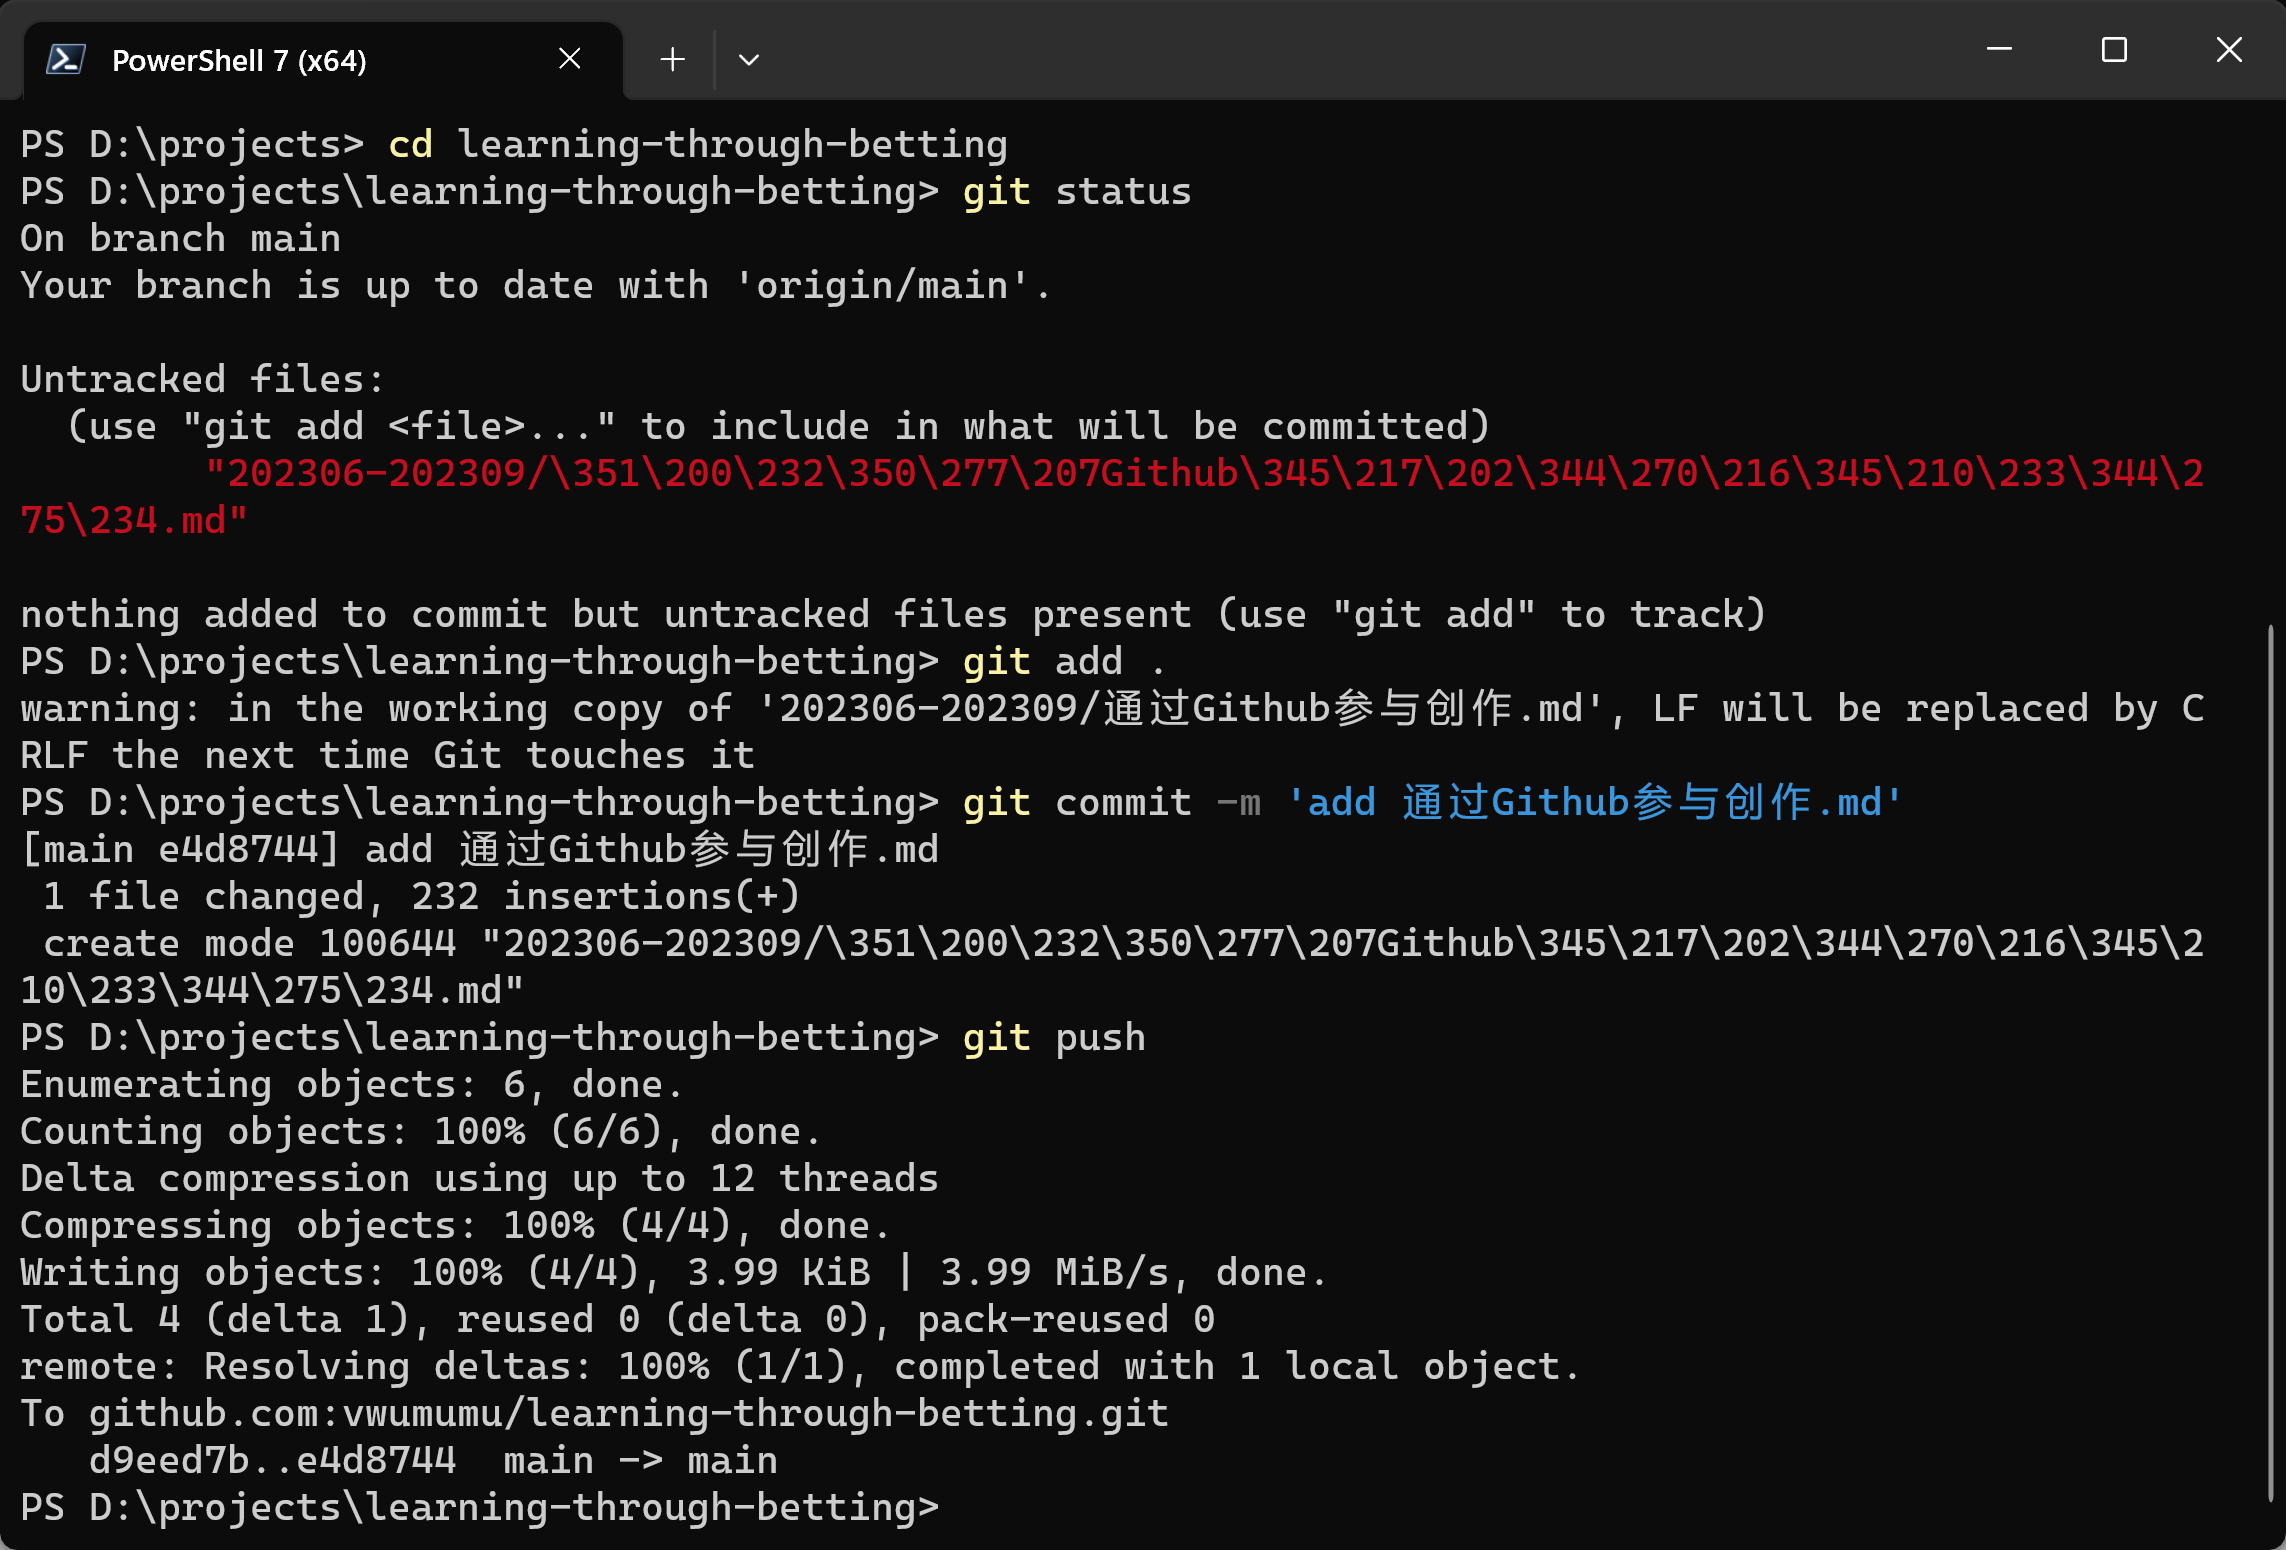 PowerShell 7 (x64)
PS D:\projects> cd learning-through-betting
PS D:\projects\learning-through-betting> git status
On branch main
Your branch is up to date with 'origin/main'.
Untracked files:
(use "git add <file>..." to include in what will be committed)
"202306-202309/\351\200\232\350\277\207Github\345\217\202\344\270\216\345\210\233\344\2
75\234.md"
nothing added to commit but untracked files present (use "git add" to track)
PS D:\projects\learning-through-betting> git add .
warning: in the working copy of '202306-202309/通过Github参与创作.md', LF will be replaced by C
RLF the next time Git touches it
PS D:\projects\learning-through-betting> git commit -m 'add 通过Github参与创作.md'
[main e4d8744] add 通过Github参与创作.md
1 file changed, 232 insertions(+)
create mode 100644 "202306-202309/\351\200\232\350\277\207Github\345\217\202\344\270\216\345\2
10\233\344\275\234.md"
PS D:\projects\learning-through-betting> git push
Enumerating objects: 6, done.
Counting objects: 100% (6/6), done.
Delta compression using up to 12 threads
Compressing objects: 100% (4/4), done.
Writing objects: 100% (4/4), 3.99 KiB | 3.99 MiB/s, done.
Total 4 (delta 1), reused 0 (delta 0), pack-reused 0
remote: Resolving deltas: 100% (1/1), completed with 1 local object.
To github.com:vwumumu/learning-through-betting.git
d9eed7b..e4d8744  main -> main
PS D:\projects\learning-through-betting>